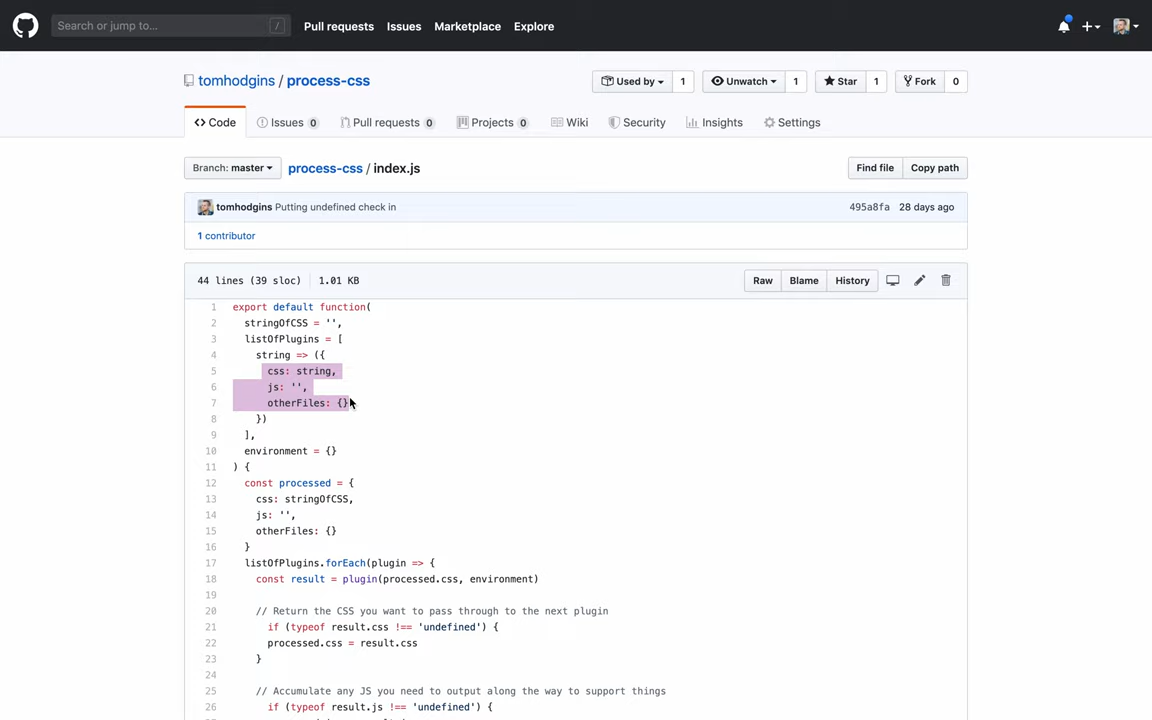 Search or jump to... / Pull requests Issues Marketplace Explore
tomhodgins / process-css Used by 1 Unwatch 1 Star 1 Fork 0
Code Issues 0 Pull requests 0 Projects 0 Wiki Security Insights Settings
Branch: master process-css / index.js Find file Copy path
tomhodgins Putting undefined check in 495a8fa 28 days ago
1 contributor
44 lines (39 sloc) 1.01 KB Raw Blame History
1 export default function(
2 stringOfCSS = '',
3 listOfPlugins = [
4 string => ({
5 css: string,
6 js: '',
7 otherFiles: {}
8 })
9 ],
10 environment = {}
11 ) {
12 const processed = {
13 css: stringOfCSS,
14 js: '',
15 otherFiles: {}
16 }
17 listOfPlugins.forEach(plugin => {
18 const result = plugin(processed.css, environment)
19
20 // Return the CSS you want to pass through to the next plugin
21 if (typeof result.css !== 'undefined') {
22 processed.css = result.css
23 }
24
25 // Accumulate any JS you need to output along the way to support things
26 if (typeof result.js !== 'undefined') {